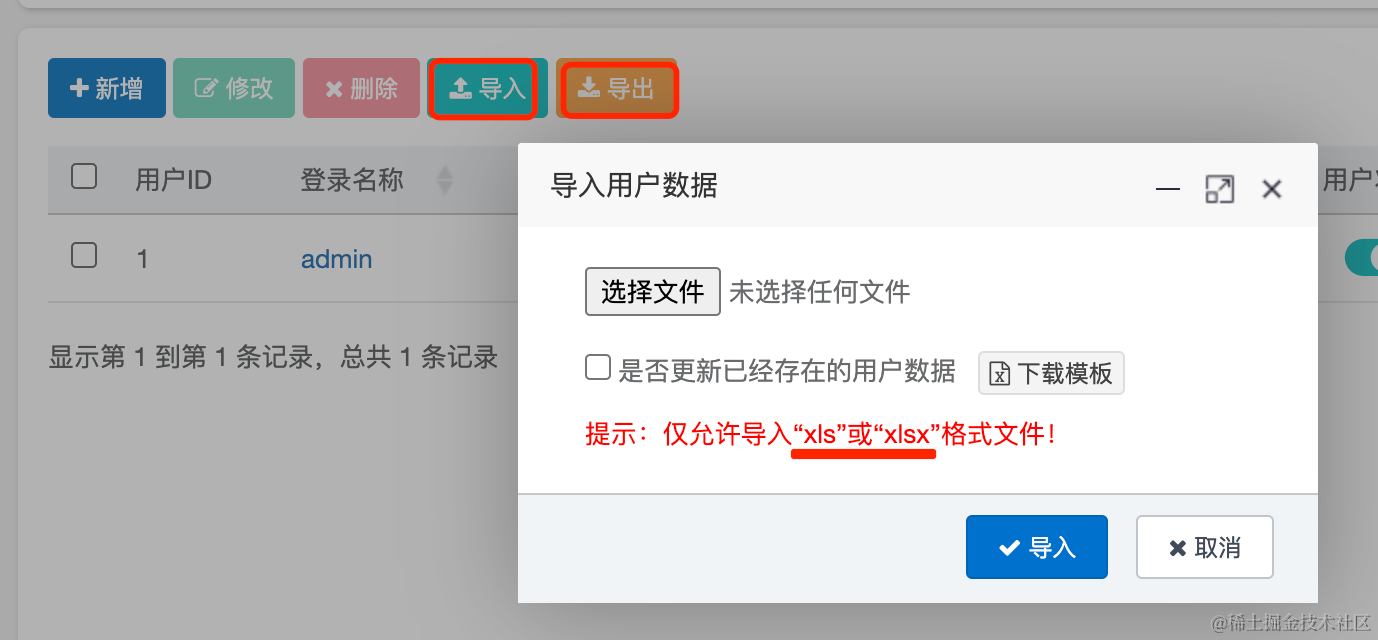 新增 修改 删除 导入 导出
导入用户数据
用户ID 登录名称 用户
选择文件 未选择任何文件
1 admin
是否更新已经存在的用户数据 下载模板
显示第 1 到第 1 条记录，总共 1 条记录
提示：仅允许导入“xls”或“xlsx”格式文件！
导入 取消
@稀土掘金技术社区